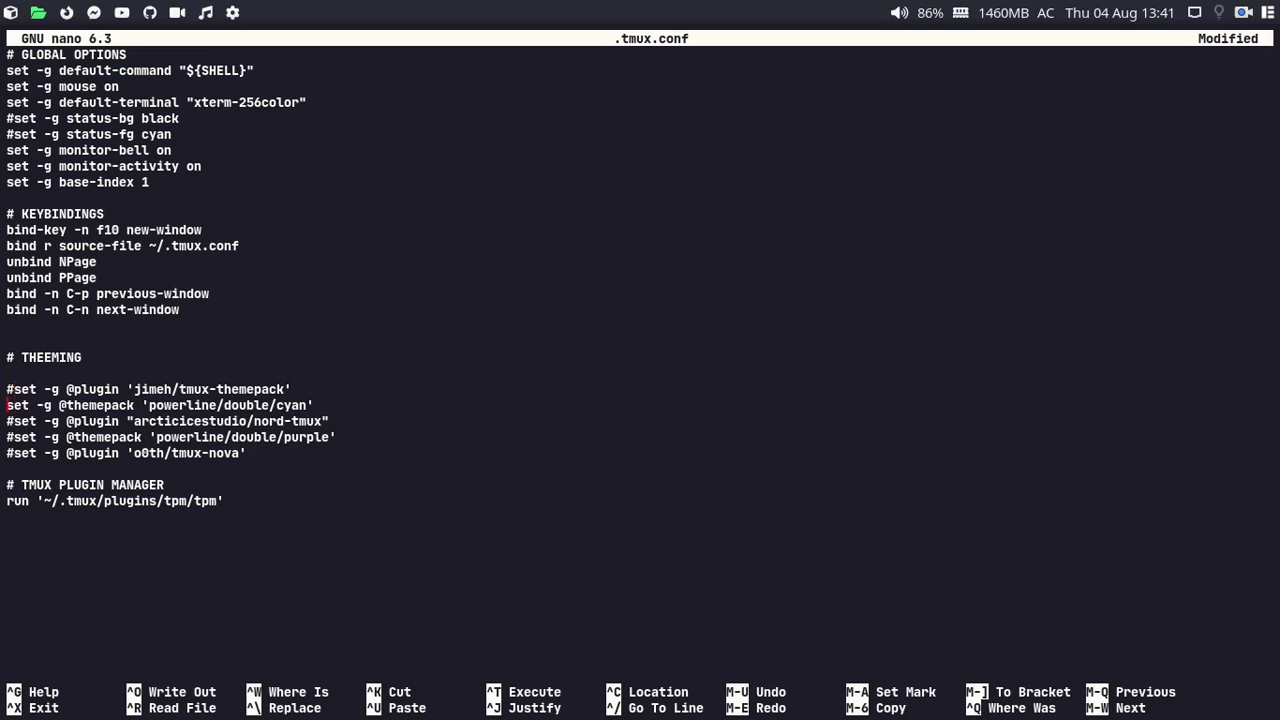 86% 1460MB AC Thu 04 Aug 13:41
GNU nano 6.3 .tmux.conf Modified
# GLOBAL OPTIONS
set -g default-command "${SHELL}"
set -g mouse on
set -g default-terminal "xterm-256color"
#set -g status-bg black
#set -g status-fg cyan
set -g monitor-bell on
set -g monitor-activity on
set -g base-index 1
# KEYBINDINGS
bind-key -n f10 new-window
bind r source-file ~/.tmux.conf
unbind NPage
unbind PPage
bind -n C-p previous-window
bind -n C-n next-window
# THEEMING
#set -g @plugin 'jimeh/tmux-themepack'
set -g @themepack 'powerline/double/cyan'
#set -g @plugin "arcticicestudio/nord-tmux"
#set -g @themepack 'powerline/double/purple'
#set -g @plugin 'o0th/tmux-nova'
# TMUX PLUGIN MANAGER
run '~/.tmux/plugins/tpm/tpm'
^G Help ^O Write Out ^W Where Is ^K Cut ^T Execute ^C Location M-U Undo M-A Set Mark M-] To Bracket M-Q Previous
^X Exit ^R Read File ^\ Replace ^U Paste ^J Justify ^/ Go To Line M-E Redo M-6 Copy ^Q Where Was M-W Next